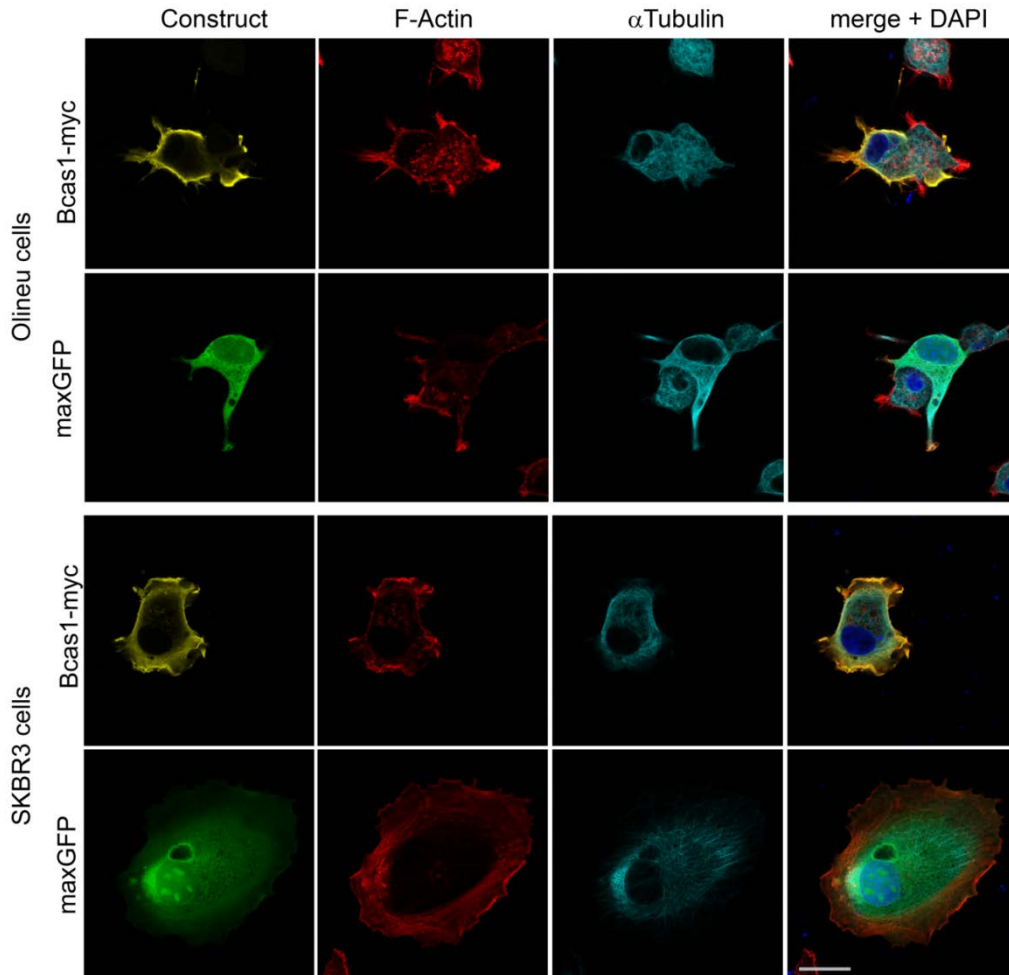 Construct F-Actin αTubulin merge + DAPI
Olineu cells
Bcas1-myc
maxGFP
SKBR3 cells
Bcas1-myc
maxGFP